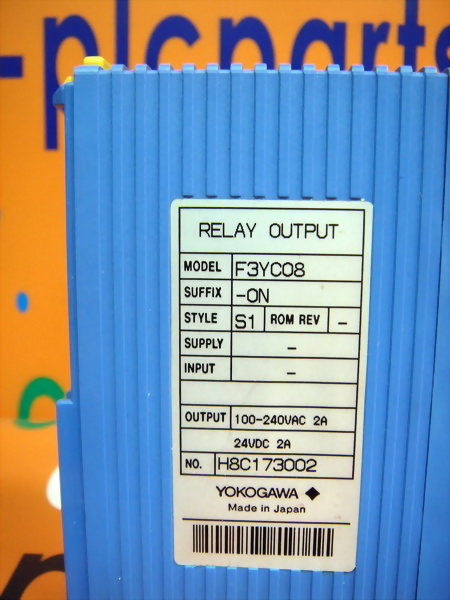 -plcparts
RELAY OUTPUT
MODEL F3YC08
SUFFIX -0N
STYLE S1 ROM REV -
SUPPLY -
INPUT -
OUTPUT 100-240VAC 2A
24VDC 2A
NO. H8C173002
YOKOGAWA ◆
Made in Japan